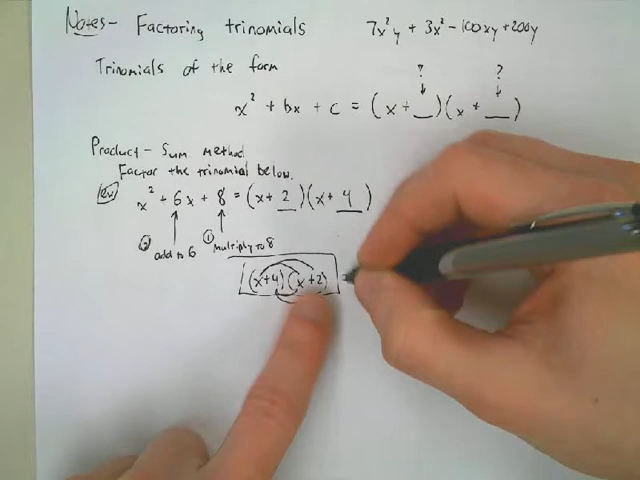 Notes- Factoring trinomials
7x²y + 3x² - 100xy + 200y
Trinomials of the form
? ?
x² + bx + c = (x + __)(x + __)
Product - Sum method
Factor the trinomial below.
ex x² + 6x + 8 = (x + 2)(x + 4)
② add to 6 ① multiply to 8
(x+4)(x+2)